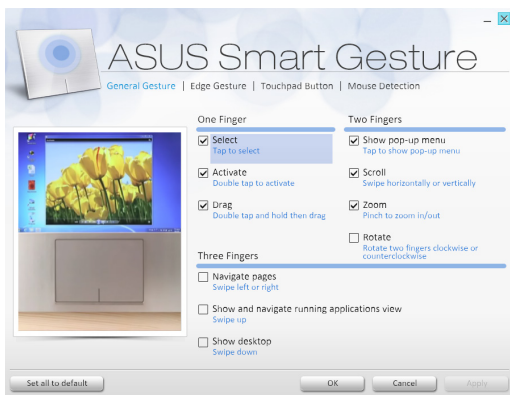 ASUS Smart Gesture
General Gesture | Edge Gesture | Touchpad Button | Mouse Detection
One Finger
Select
Tap to select
Activate
Double tap to activate
Drag
Double tap and hold then drag
Two Fingers
Show pop-up menu
Tap to show pop-up menu
Scroll
Swipe horizontally or vertically
Zoom
Pinch to zoom in/out
Rotate
Rotate two fingers clockwise or
counterclockwise
Three Fingers
Navigate pages
Swipe left or right
Show and navigate running applications view
Swipe up
Show desktop
Swipe down
Set all to default
OK
Cancel
Apply